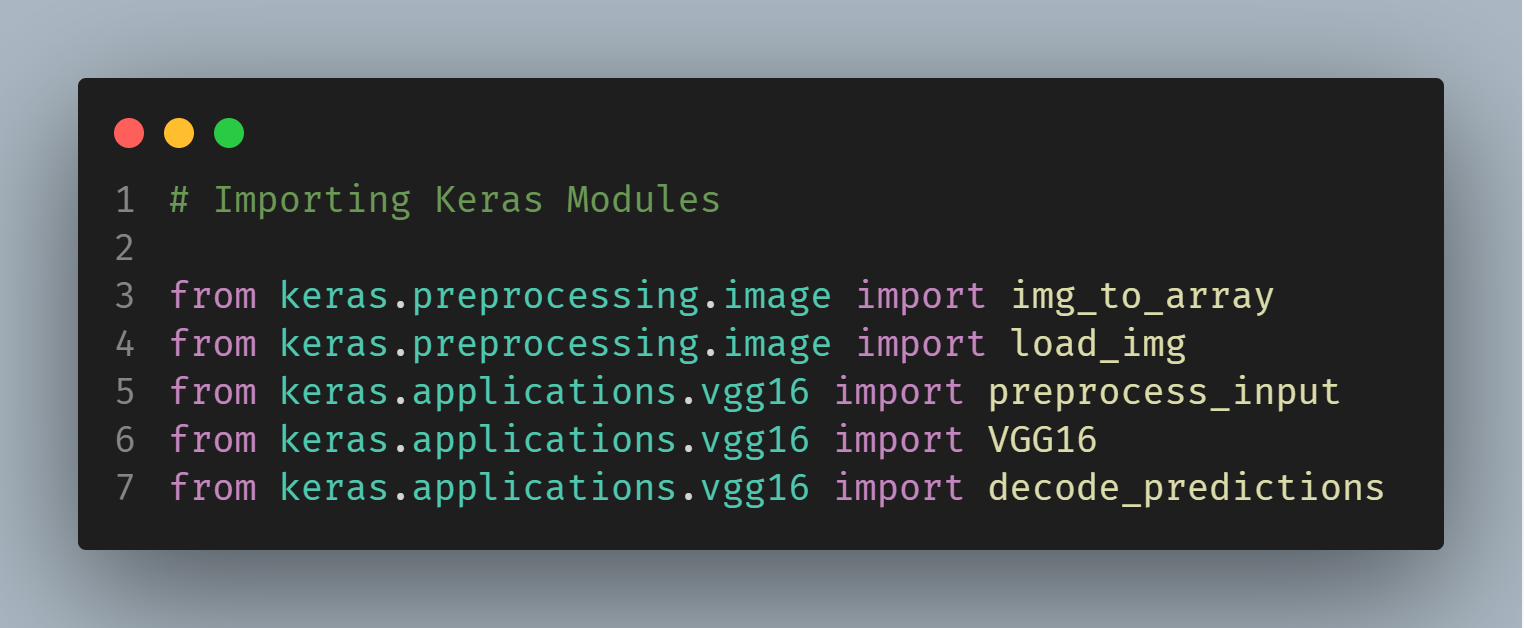 1 # Importing Keras Modules
2
3 from keras.preprocessing.image import img_to_array
4 from keras.preprocessing.image import load_img
5 from keras.applications.vgg16 import preprocess_input
6 from keras.applications.vgg16 import VGG16
7 from keras.applications.vgg16 import decode_predictions